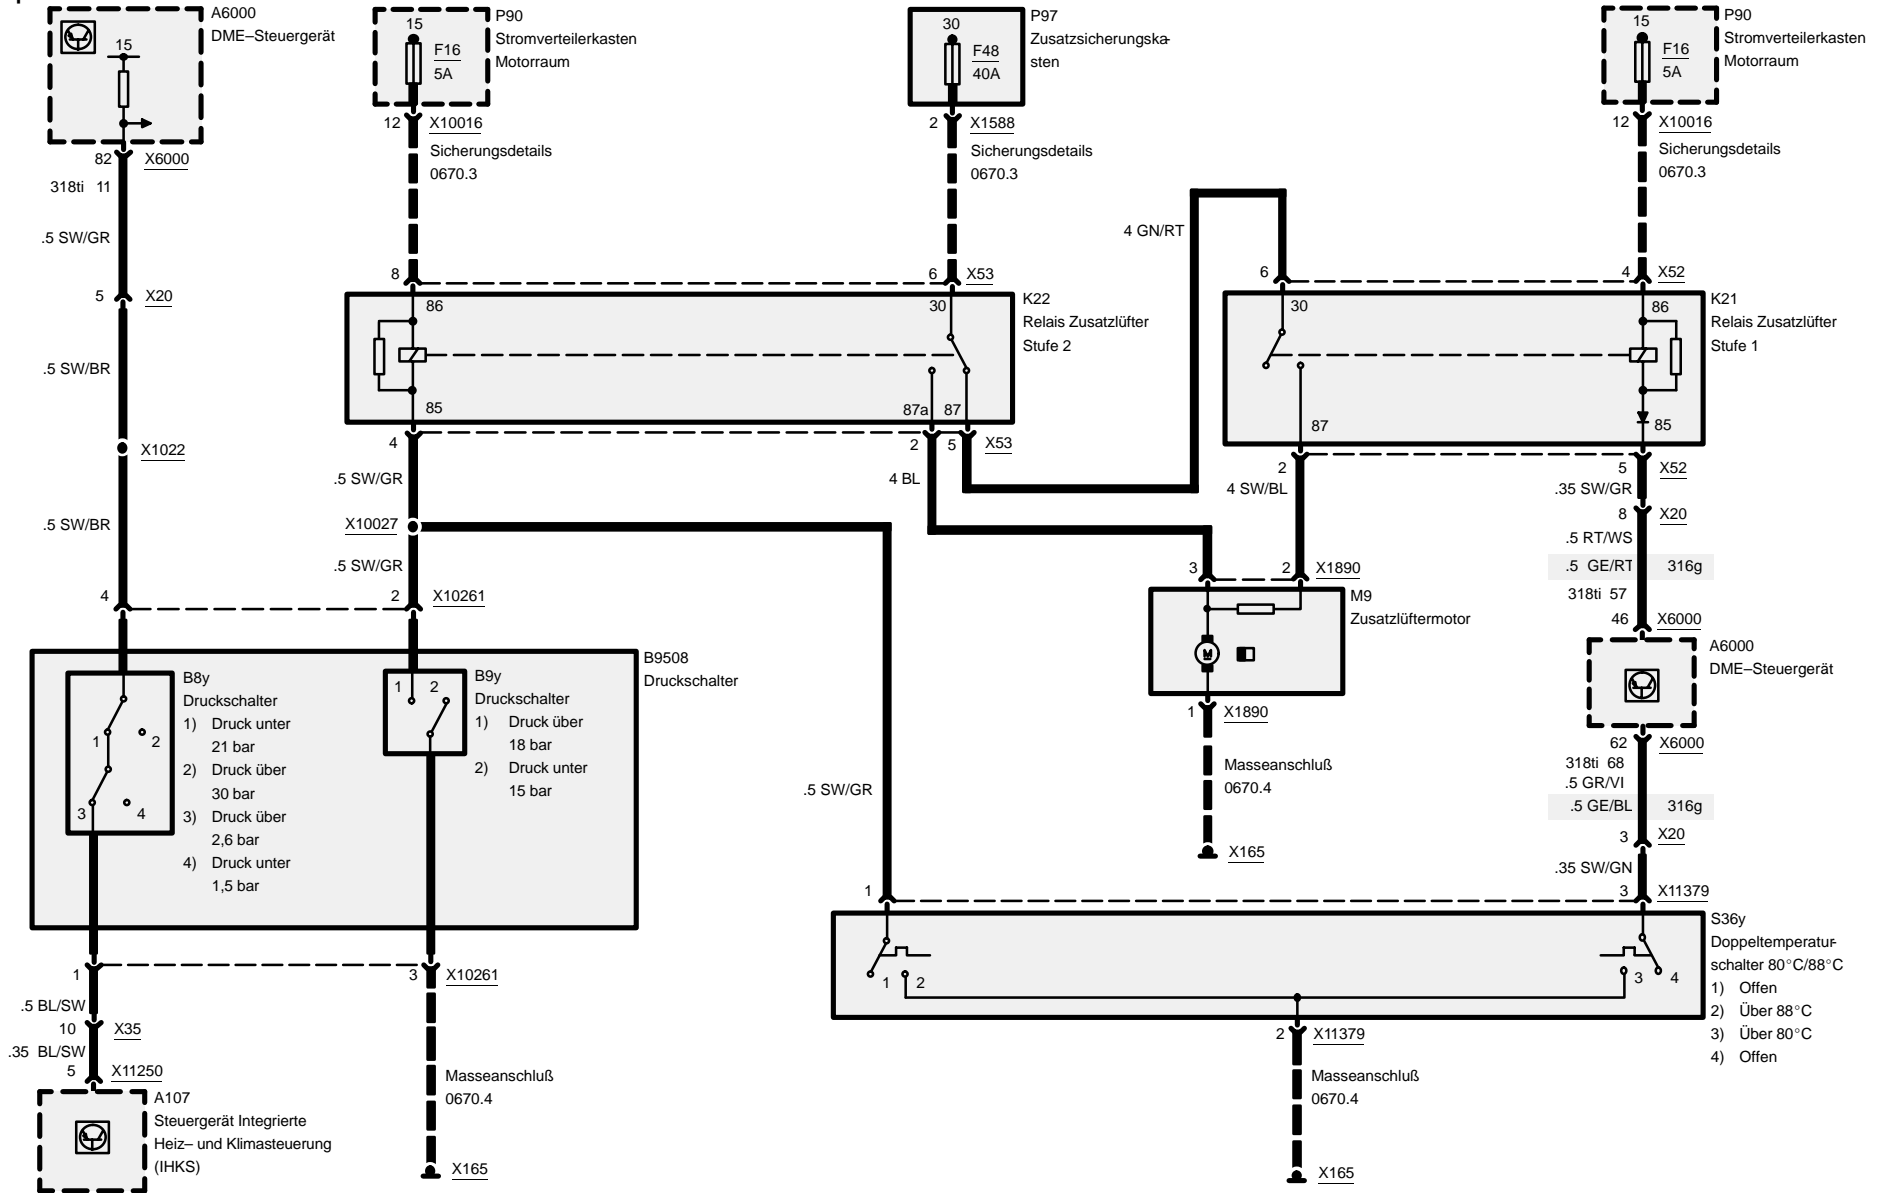 A6000
DME–Steuergerät
15
82
X6000
318ti 11
.5 SW/GR
5
X20
.5 SW/BR
X1022
.5 SW/BR
4
P90
Stromverteilerkasten
Motorraum
15
F16
5A
12
X10016
Sicherungsdetails
0670.3
8
P97
Zusatzsicherungska-
sten
30
F48
40A
2
X1588
Sicherungsdetails
0670.3
6
X53
K22
Relais Zusatzlüfter
Stufe 2
86
30
85
87a
87
4
2
5
X53
.5 SW/GR
4 BL
X10027
.5 SW/GR
2
X10261
4 GN/RT
P90
Stromverteilerkasten
Motorraum
15
F16
5A
12
X10016
Sicherungsdetails
0670.3
6
4
X52
K21
Relais Zusatzlüfter
Stufe 1
30
86
87
85
2
5
X52
4 SW/BL
.35 SW/GR
8
X20
.5 RT/WS
.5 GE/RT
316g
318ti 57
46
X6000
A6000
DME–Steuergerät
62
X6000
318ti 68
.5 GR/VI
.5 GE/BL
316g
3
X20
.35 SW/GN
3
2
X1890
M9
Zusatzlüftermotor
M
1
X1890
Masseanschluß
0670.4
X165
B9508
Druckschalter
B8y
Druckschalter
1) Druck unter
21 bar
2) Druck über
30 bar
3) Druck über
2,6 bar
4) Druck unter
1,5 bar
1
2
3
4
B9y
Druckschalter
1) Druck über
18 bar
2) Druck unter
15 bar
1
2
1
3
X10261
.5 BL/SW
10
X35
.35 BL/SW
5
X11250
A107
Steuergerät Integrierte
Heiz– und Klimasteuerung
(IHKS)
Masseanschluß
0670.4
X165
.5 SW/GR
1
3
X11379
S36y
Doppeltemperatur-
schalter 80°C/88°C
1) Offen
2) Über 88°C
3) Über 80°C
4) Offen
1
2
3
4
2
X11379
Masseanschluß
0670.4
X165